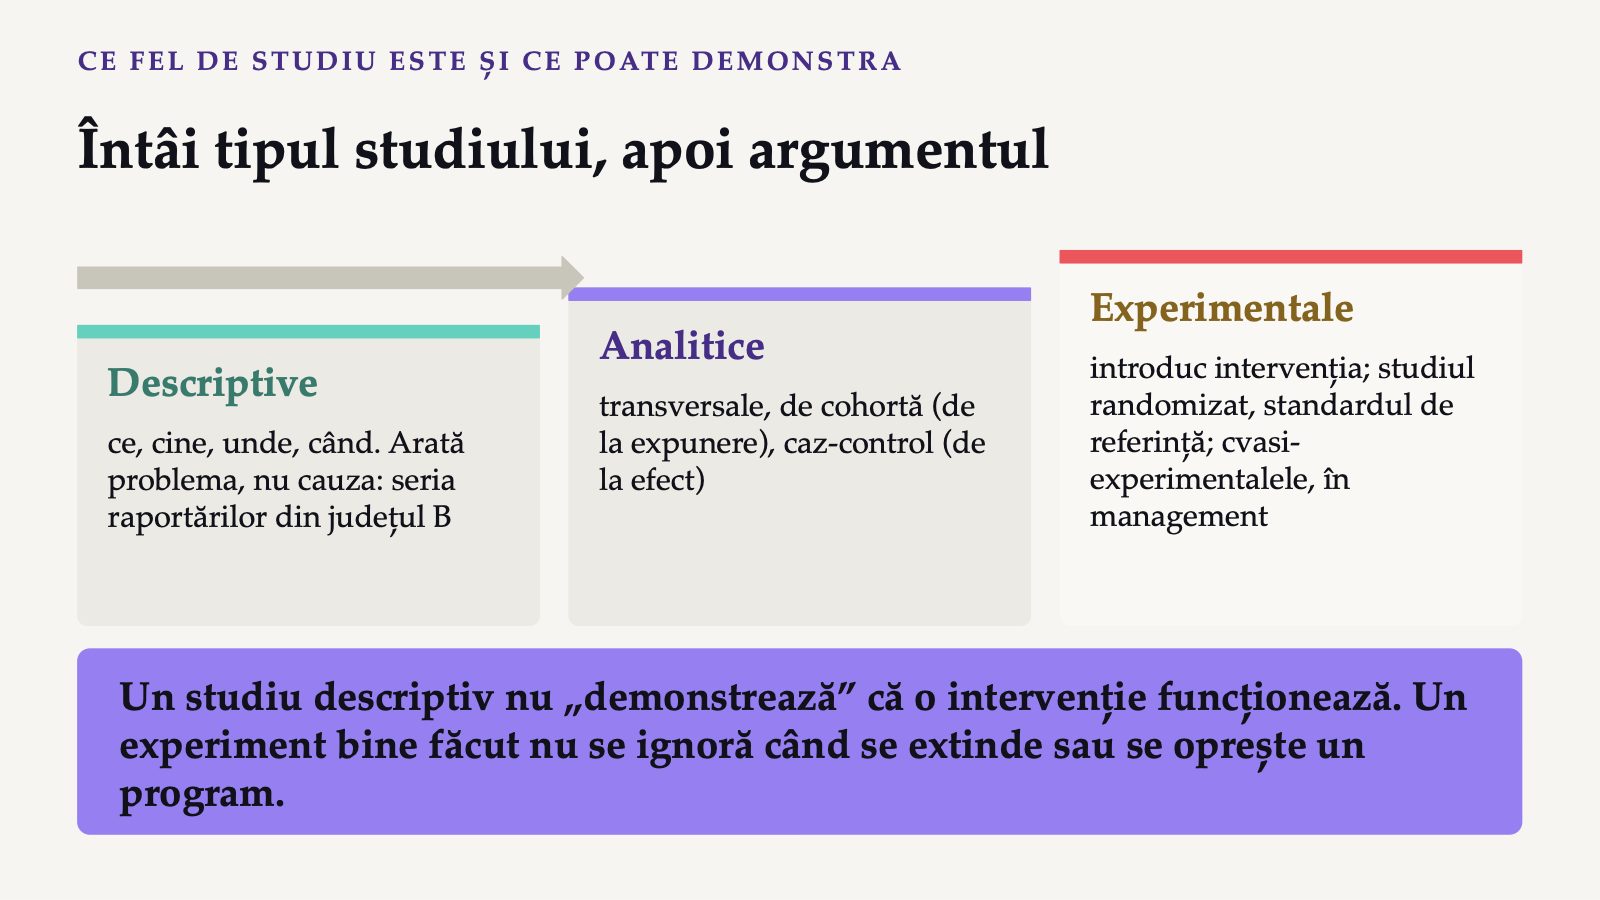 CE FEL DE STUDIU ESTE ȘI CE POATE DEMONSTRA
Întâi tipul studiului, apoi argumentul
Descriptive
ce, cine, unde, când. Arată
problema, nu cauza: seria
raportărilor din județul B
Analitice
transversale, de cohortă (de
la expunere), caz-control (de
la efect)
Experimentale
introduc intervenția; studiul
randomizat, standardul de
referință; cvasi-
experimentalele, în
management
Un studiu descriptiv nu „demonstrează” că o intervenție funcționează. Un
experiment bine făcut nu se ignoră când se extinde sau se oprește un
program.